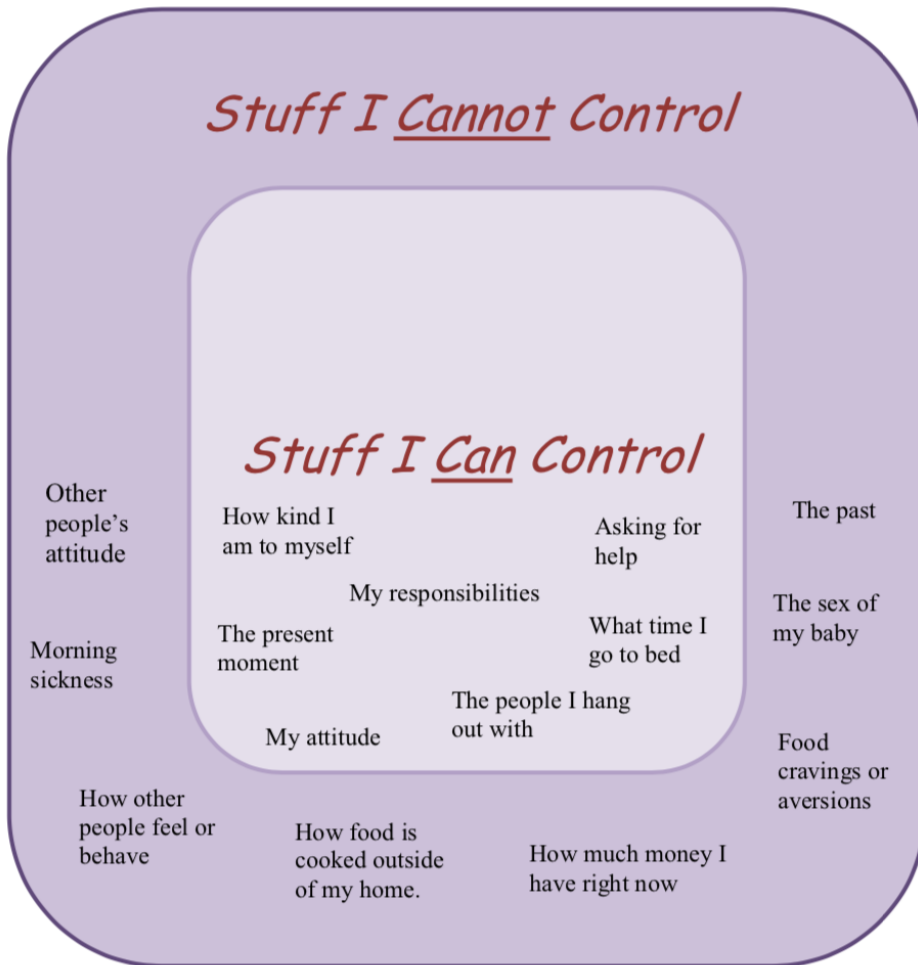 Stuff I Cannot Control
Stuff I Can Control
Other
people's
attitude
Morning
sickness
How kind I
am to myself
Asking for
help
My responsibilities
The present
moment
What time I
go to bed
The people I hang
out with
My attitude
The past
The sex of
my baby
Food
cravings or
aversions
How other
people feel or
behave
How food is
cooked outside
of my home.
How much money I
have right now